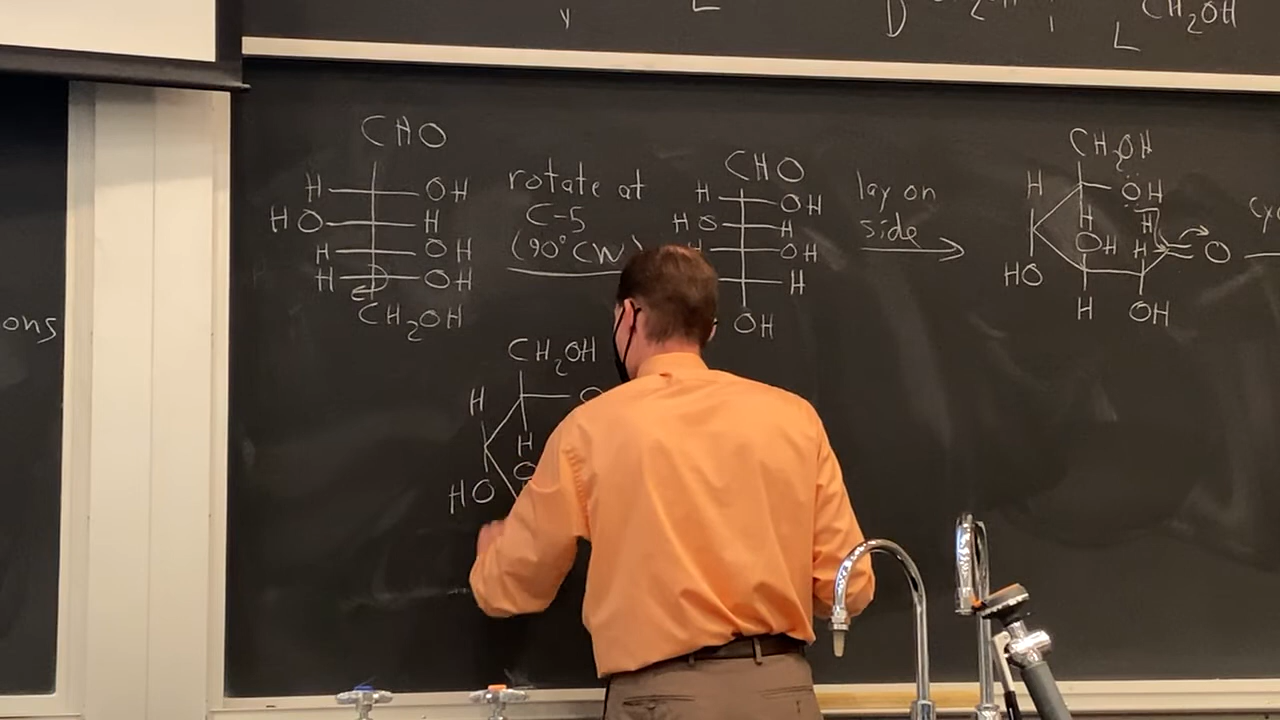 Y L D L CH2OH
ons
CHO
H OH
HO H
H OH
H OH
CH2OH
rotate at
C-5
(90° CW)
CHO
H OH
HO H
H OH
H
OH
lay on
side
CH2OH
H OH
H
H
OH H O
HO
H OH
CH2OH
H O
H
O
HO